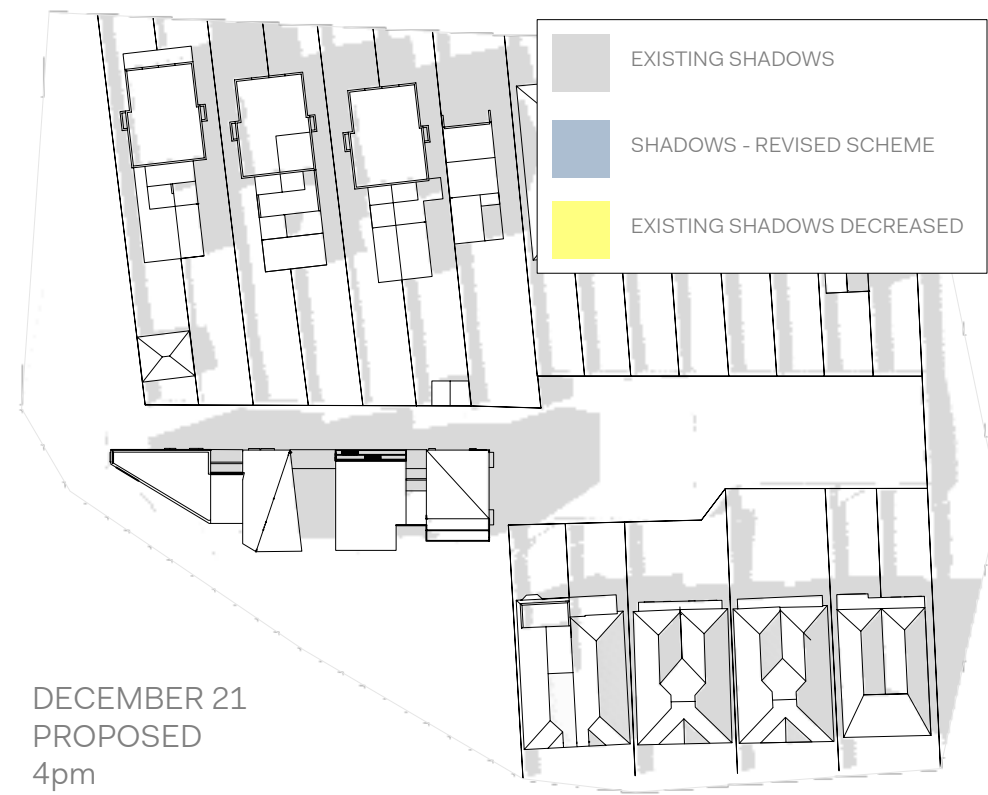 EXISTING SHADOWS
SHADOWS - REVISED SCHEME
EXISTING SHADOWS DECREASED
DECEMBER 21
PROPOSED
4pm